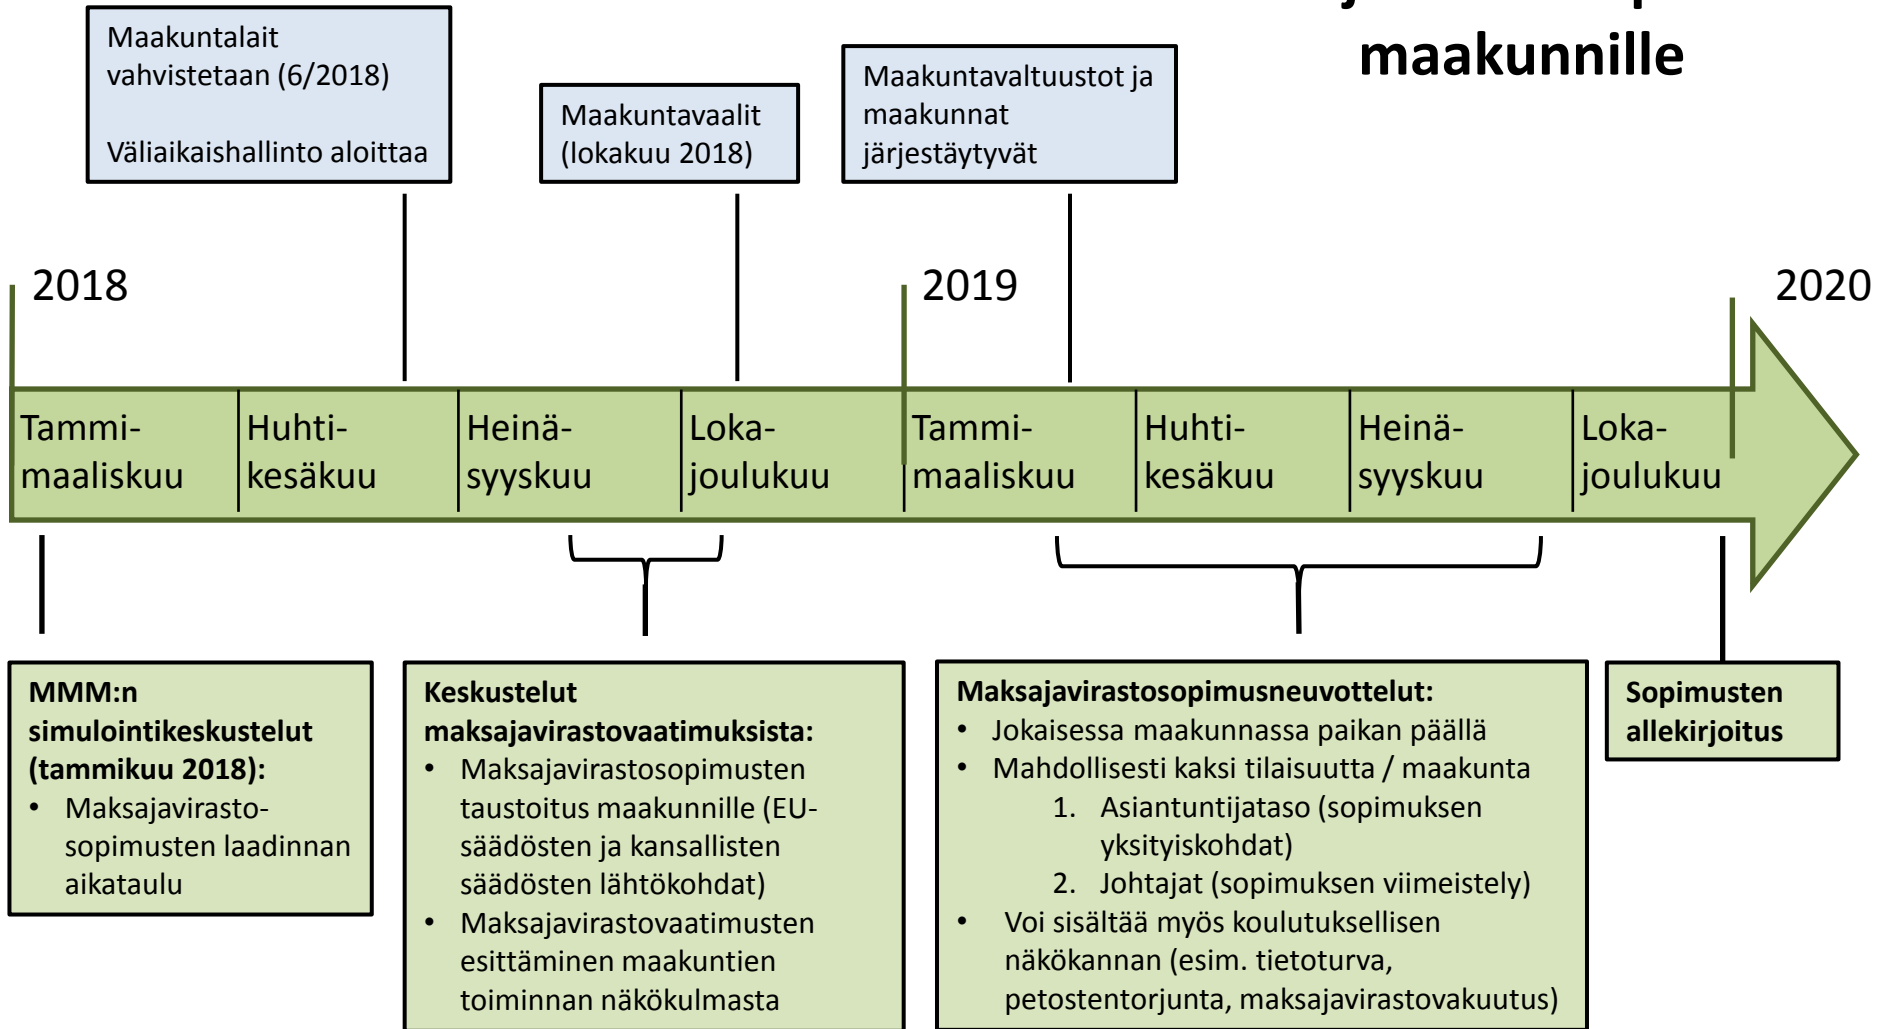 maakunnille
Maakuntalait
vahvistetaan (6/2018)
Väliaikaishallinto aloittaa
Maakuntavaalit
(lokakuu 2018)
Maakuntavaltuustot ja
maakunnat
järjestäytyvät
2018
2019
2020
Tammi-
maaliskuu
Huhti-
kesäkuu
Heinä-
syyskuu
Loka-
joulukuu
Tammi-
maaliskuu
Huhti-
kesäkuu
Heinä-
syyskuu
Loka-
joulukuu
MMM:n
simulointikeskustelut
(tammikuu 2018):
• Maksajavirasto-
sopimusten laadinnan
aikataulu
Keskustelut
maksajavirastovaatimuksista:
• Maksajavirastosopimusten
taustoitus maakunnille (EU-
säädösten ja kansallisten
säädösten lähtökohdat)
• Maksajavirastovaatimusten
esittäminen maakuntien
toiminnan näkökulmasta
Maksajavirastosopimusneuvottelut:
• Jokaisessa maakunnassa paikan päällä
• Mahdollisesti kaksi tilaisuutta / maakunta
1. Asiantuntijataso (sopimuksen
yksityiskohdat)
2. Johtajat (sopimuksen viimeistely)
• Voi sisältää myös koulutuksellisen
näkökannan (esim. tietoturva,
petostentorjunta, maksajavirastovakuutus)
Sopimusten
allekirjoitus